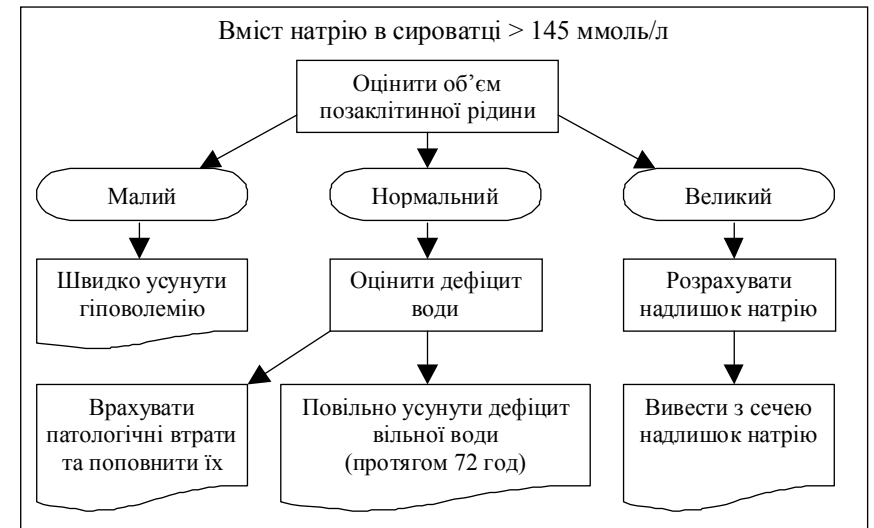 Вміст натрію в сироватці > 145 ммоль/л
Оцінити об’єм
позаклітинної рідини
Малий
Нормальний
Великий
Швидко усунути
гіповолемію
Оцінити дефіцит
води
Розрахувати
надлишок натрію
Врахувати
патологічні втрати
та поповнити їх
Повільно усунути дефіцит
вільної води
(протягом 72 год)
Вивести з сечею
надлишок натрію